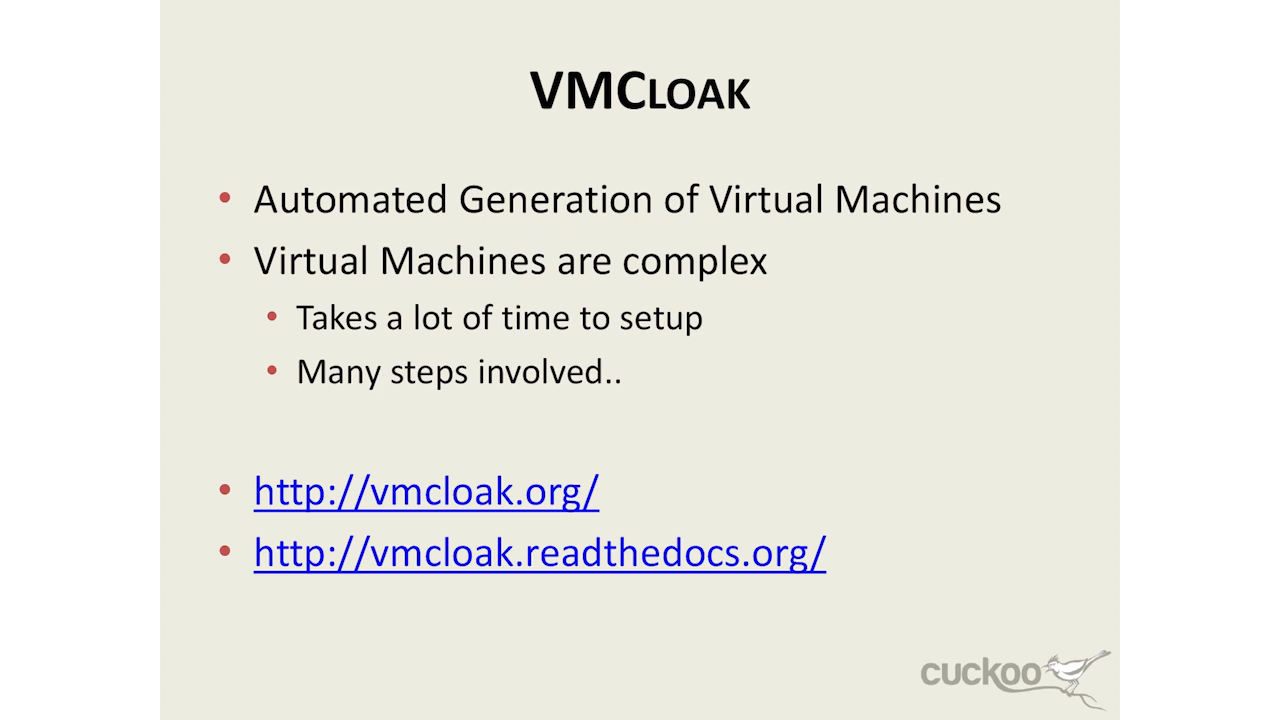 VMCLOAK
• Automated Generation of Virtual Machines
• Virtual Machines are complex
• Takes a lot of time to setup
• Many steps involved..
• http://vmcloak.org/
• http://vmcloak.readthedocs.org/
cuckoo